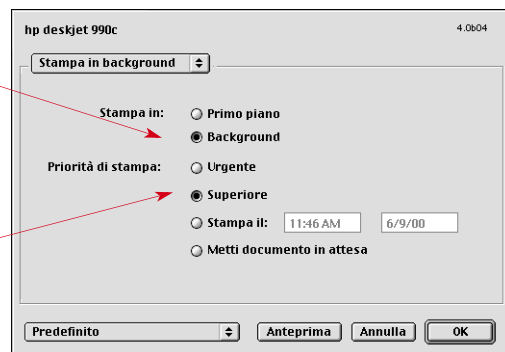 hp deskjet 990c 4.0b04
Stampa in background
Stampa in: Primo piano
Background
Priorità di stampa: Urgente
Superiore
Stampa il: 11:46 AM 6/9/00
Metti documento in attesa
Predefinito Anteprima Annulla OK